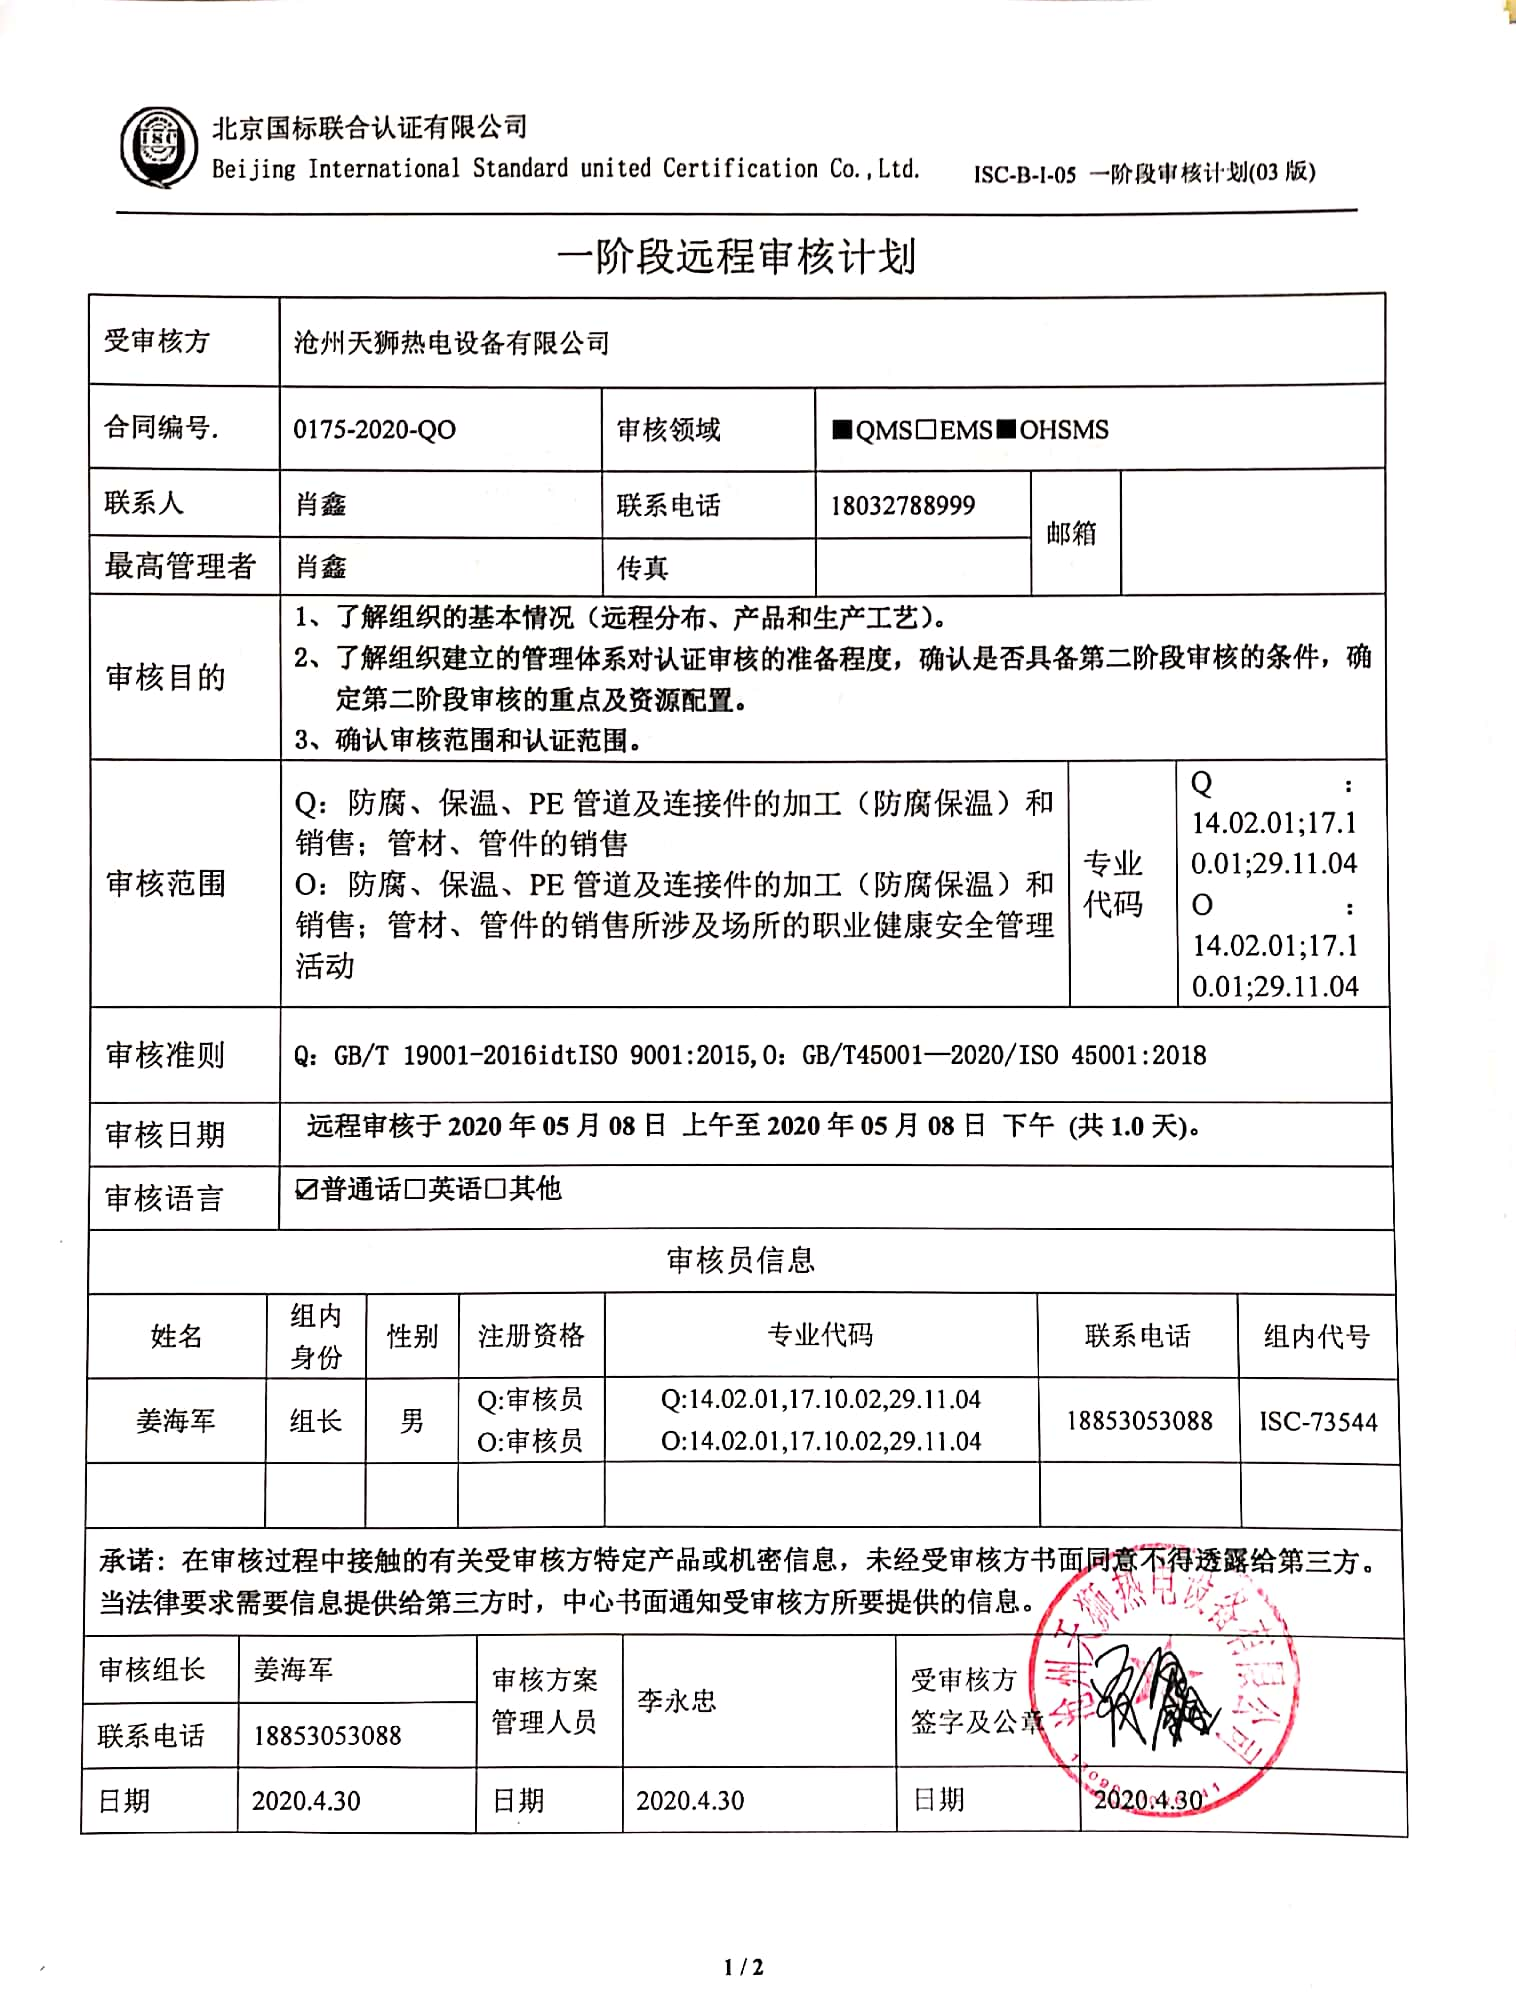 ISC
北京国标联合认证有限公司
Beijing International Standard united Certification Co.,Ltd.
ISC-B-I-05 一阶段审核计划(03 版)
一阶段远程审核计划
受审核方
沧州天狮热电设备有限公司
合同编号.
0175-2020-QO
审核领域
■QMS□EMS■OHSMS
联系人
肖鑫
联系电话
18032788999
邮箱
最高管理者
肖鑫
传真
审核目的
1、了解组织的基本情况（远程分布、产品和生产工艺）。
2、了解组织建立的管理体系对认证审核的准备程度，确认是否具备第二阶段审核的条件，确
定第二阶段审核的重点及资源配置。
3、确认审核范围和认证范围。
审核范围
Q：防腐、保温、PE 管道及连接件的加工（防腐保温）和
销售；管材、管件的销售
O：防腐、保温、PE 管道及连接件的加工（防腐保温）和
销售；管材、管件的销售所涉及场所的职业健康安全管理
活动
专业
代码
Q ：
14.02.01;17.1
0.01;29.11.04
O ：
14.02.01;17.1
0.01;29.11.04
审核准则
Q：GB/T 19001-2016idtISO 9001:2015,O：GB/T45001—2020/ISO 45001:2018
审核日期
远程审核于 2020 年 05 月 08 日 上午至 2020 年 05 月 08 日 下午 (共 1.0 天)。
审核语言
☑普通话□英语□其他
审核员信息
姓名
组内
身份
性别
注册资格
专业代码
联系电话
组内代号
姜海军
组长
男
Q:审核员
O:审核员
Q:14.02.01,17.10.02,29.11.04
O:14.02.01,17.10.02,29.11.04
18853053088
ISC-73544
承诺：在审核过程中接触的有关受审核方特定产品或机密信息，未经受审核方书面同意不得透露给第三方。
当法律要求需要信息提供给第三方时，中心书面通知受审核方所要提供的信息。
审核组长
姜海军
审核方案
管理人员
李永忠
受审核方
签字及公章
沧州天狮热电设备有限公司
联系电话
18853053088
日期
2020.4.30
日期
2020.4.30
日期
2020.4.30
1 / 2